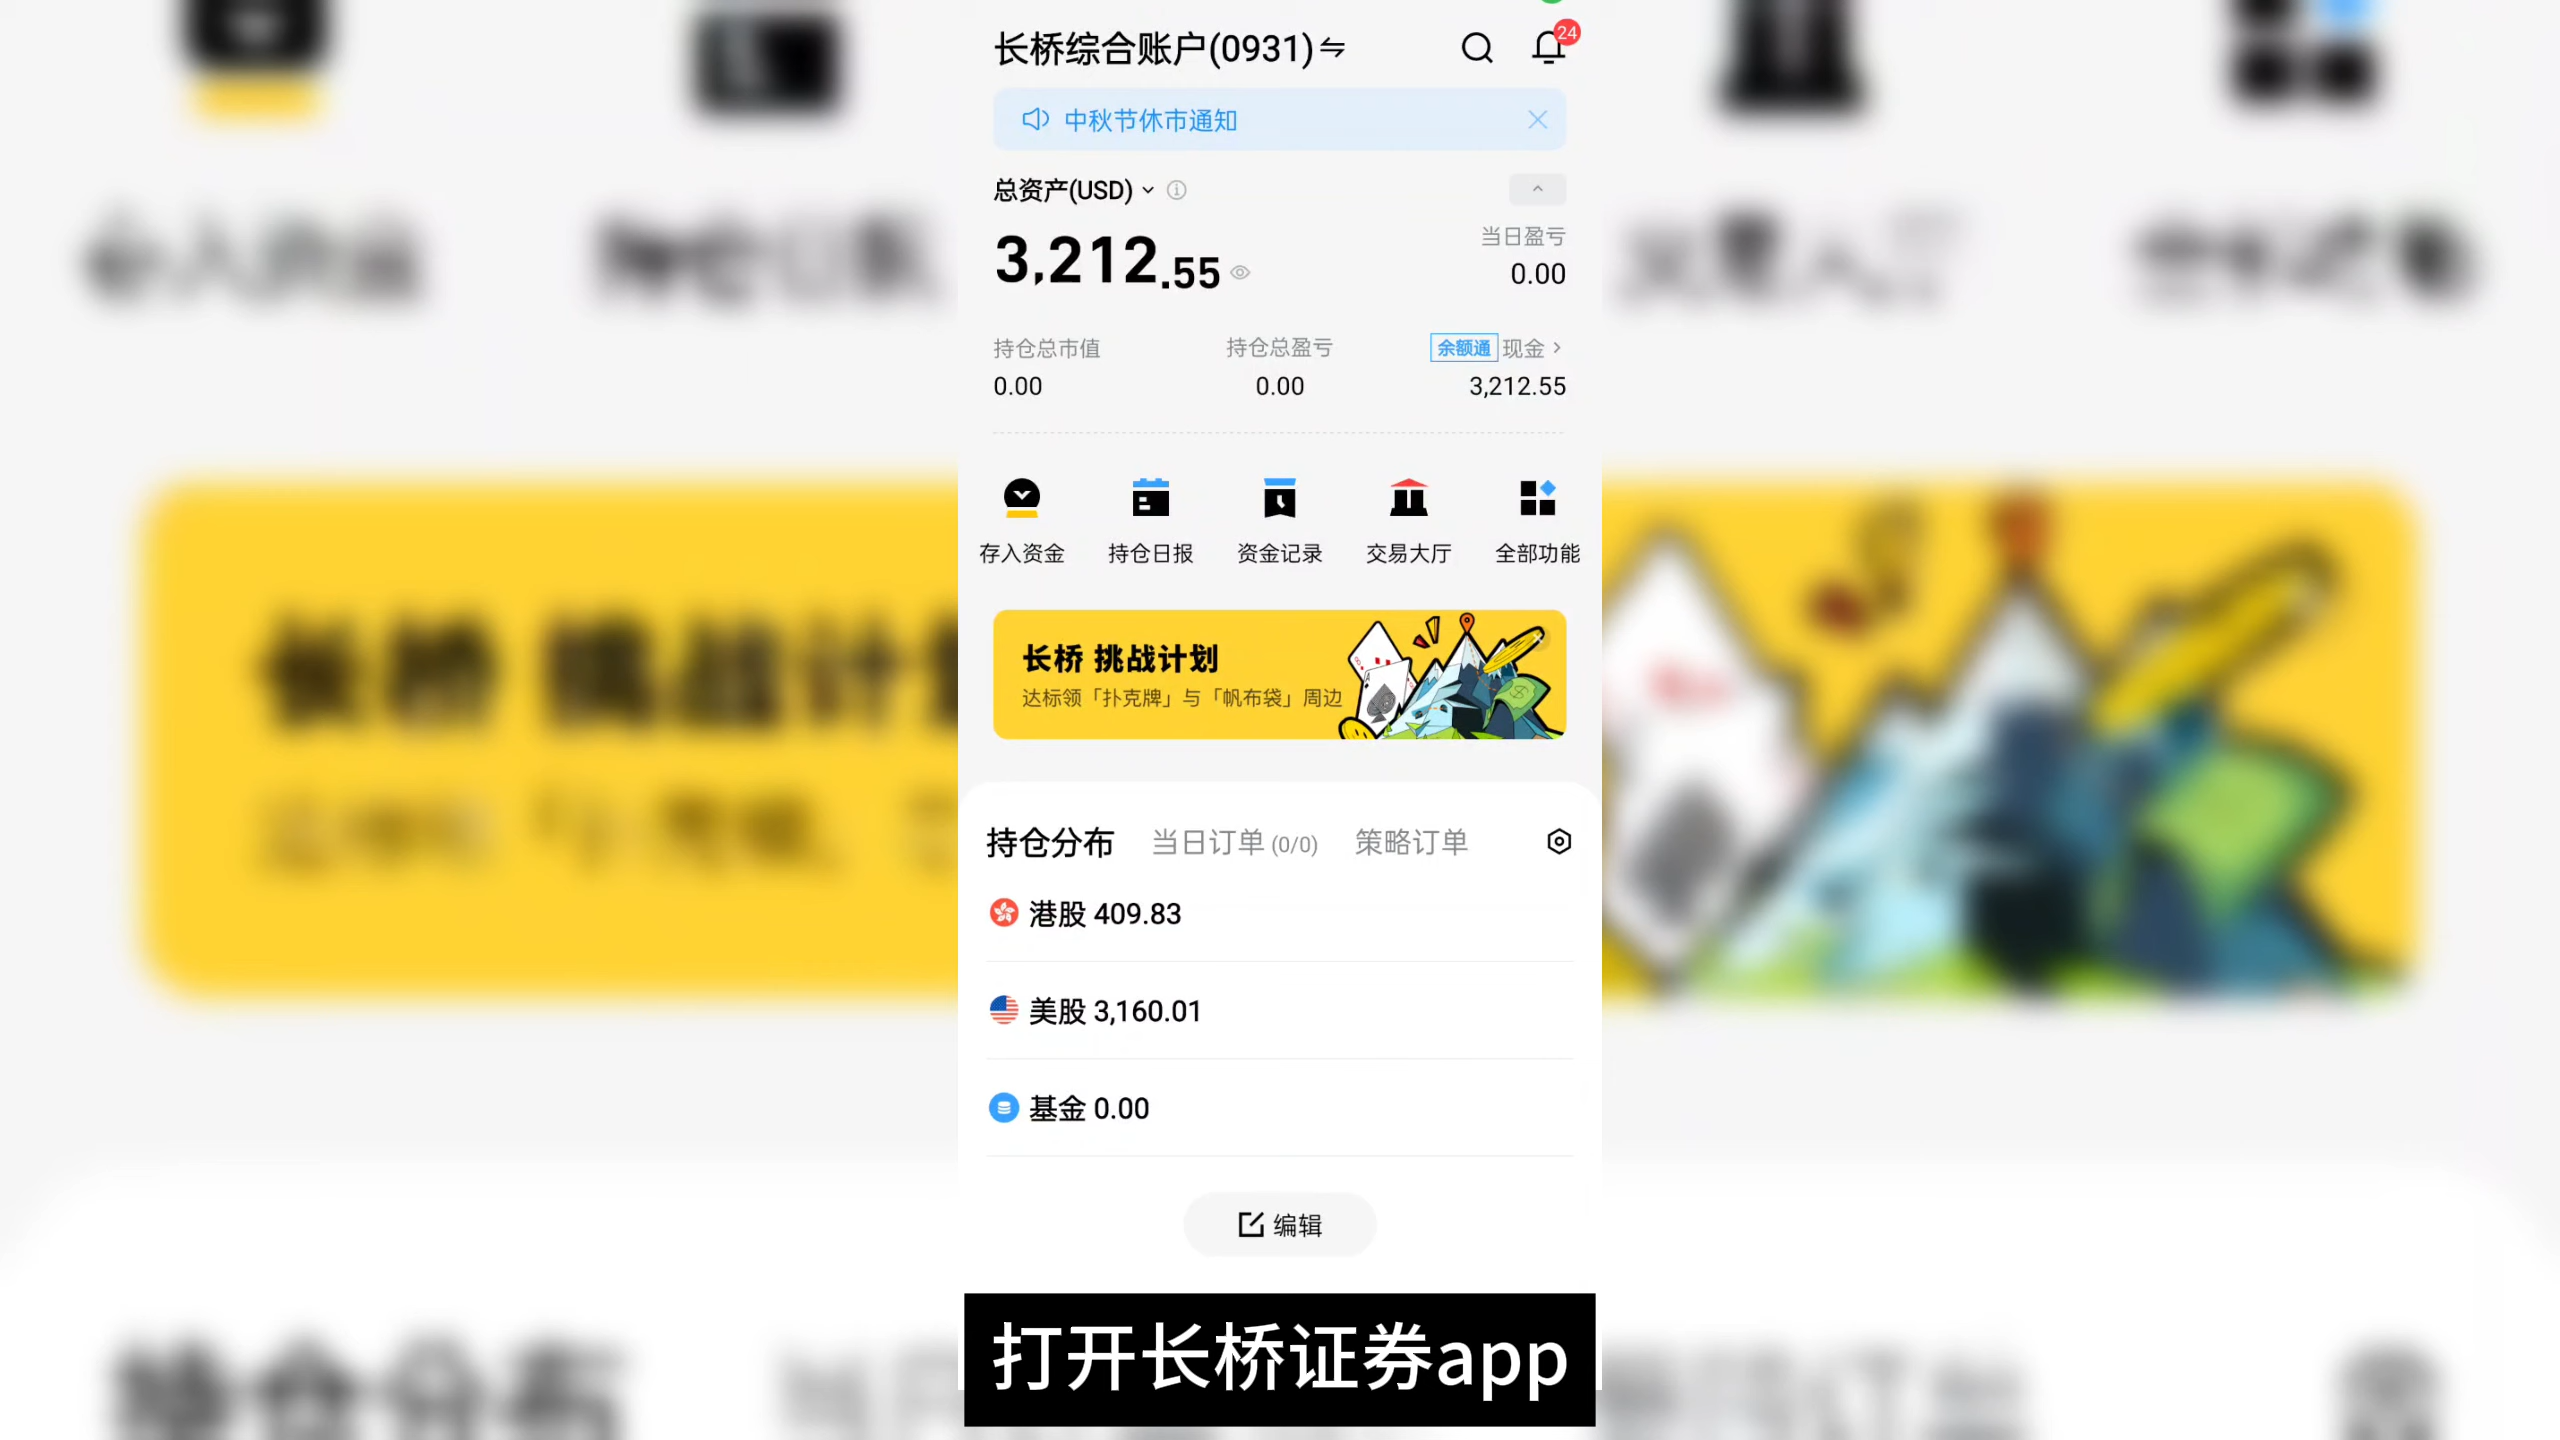 长桥综合账户(0931)
24
中秋节休市通知
总资产(USD)
3,212.55
当日盈亏
0.00
持仓总市值 持仓总盈亏 余额通 现金
0.00 0.00 3,212.55
存入资金 持仓日报 资金记录 交易大厅 全部功能
长桥 挑战计划
达标领「扑克牌」与「帆布袋」周边
持仓分布 当日订单(0/0) 策略订单
港股 409.83
美股 3,160.01
基金 0.00
编辑
打开长桥证券app